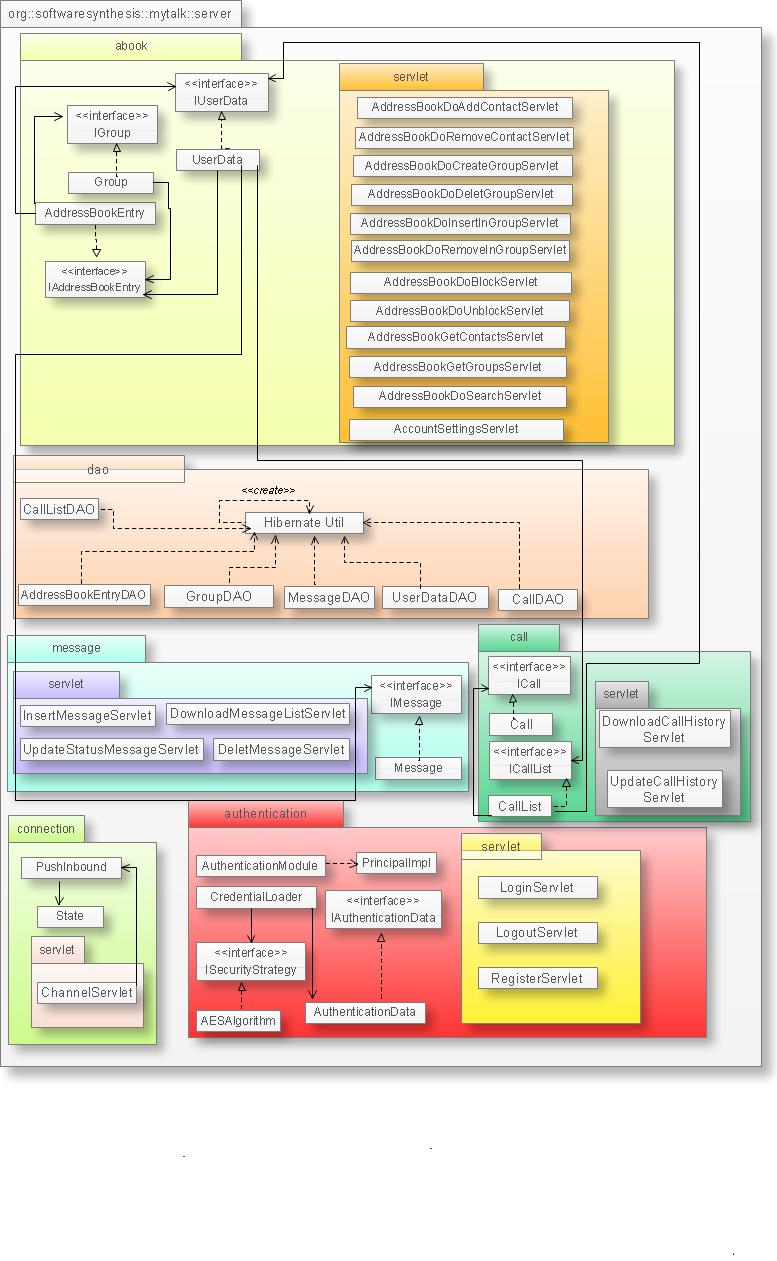 org::softwaresynthesis::mytalk::server
abook
<<interface>>
IUserData
<<interface>>
IGroup
UserData
Group
AddressBookEntry
<<interface>>
IAddressBookEntry
servlet
AddressBookDoAddContactServlet
AddressBookDoRemoveContactServlet
AddressBookDoCreateGroupServlet
AddressBookDoDeletGroupServlet
AddressBookDoInsertInGroupServlet
AddressBookDoRemoveInGroupServlet
AddressBookDoBlockServlet
AddressBookDoUnblockServlet
AddressBookGetContactsServlet
AddressBookGetGroupsServlet
AddressBookDoSearchServlet
AccountSettingsServlet
dao
<<create>>
CallListDAO
Hibernate Util
AddressBookEntryDAO
GroupDAO
MessageDAO
UserDataDAO
CallDAO
message
servlet
InsertMessageServlet
DownloadMessageListServlet
UpdateStatusMessageServlet
DeletMessageServlet
<<interface>>
IMessage
Message
call
<<interface>>
ICall
Call
<<interface>>
ICallList
CallList
servlet
DownloadCallHistory
Servlet
UpdateCallHistory
Servlet
connection
PushInbound
State
servlet
ChannelServlet
authentication
AuthenticationModule
PrincipalImpl
CredentialLoader
<<interface>>
IAuthenticationData
<<interface>>
ISecurityStrategy
AESAlgorithm
AuthenticationData
servlet
LoginServlet
LogoutServlet
RegisterServlet